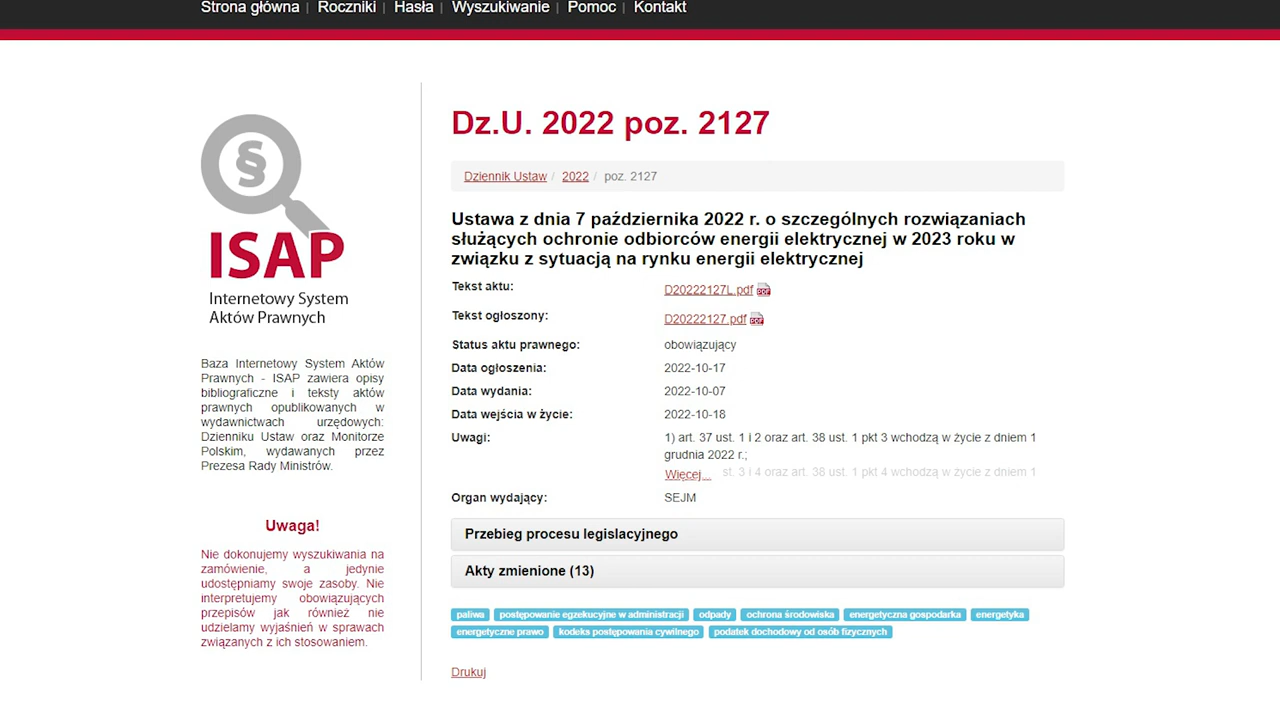 Strona główna | Roczniki | Hasła | Wyszukiwanie | Pomoc | Kontakt
§
ISAP
Internetowy System
Aktów Prawnych
Baza Internetowy System Aktów
Prawnych - ISAP zawiera opisy
bibliograficzne i teksty aktów
prawnych opublikowanych w
wydawnictwach urzędowych:
Dzienniku Ustaw oraz Monitorze
Polskim, wydawanych przez
Prezesa Rady Ministrów.
Uwaga!
Nie dokonujemy wyszukiwania na
zamówienie, a jedynie
udostępniamy swoje zasoby. Nie
interpretujemy obowiązujących
przepisów jak również nie
udzielamy wyjaśnień w sprawach
związanych z ich stosowaniem.
Dz.U. 2022 poz. 2127
Dziennik Ustaw / 2022 / poz. 2127
Ustawa z dnia 7 października 2022 r. o szczególnych rozwiązaniach
służących ochronie odbiorców energii elektrycznej w 2023 roku w
związku z sytuacją na rynku energii elektrycznej
Tekst aktu: D20222127L.pdf
Tekst ogłoszony: D20222127.pdf
Status aktu prawnego: obowiązujący
Data ogłoszenia: 2022-10-17
Data wydania: 2022-10-07
Data wejścia w życie: 2022-10-18
Uwagi: 1) art. 37 ust. 1 i 2 oraz art. 38 ust. 1 pkt 3 wchodzą w życie z dniem 1
grudnia 2022 r.;
Więcej... st. 3 i 4 oraz art. 38 ust. 1 pkt 4 wchodzą w życie z dniem 1
Organ wydający: SEJM
Przebieg procesu legislacyjnego
Akty zmienione (13)
paliwa postępowanie egzekucyjne w administracji odpady ochrona środowiska energetyczna gospodarka energetyka
energetyczne prawo kodeks postępowania cywilnego podatek dochodowy od osób fizycznych
Drukuj